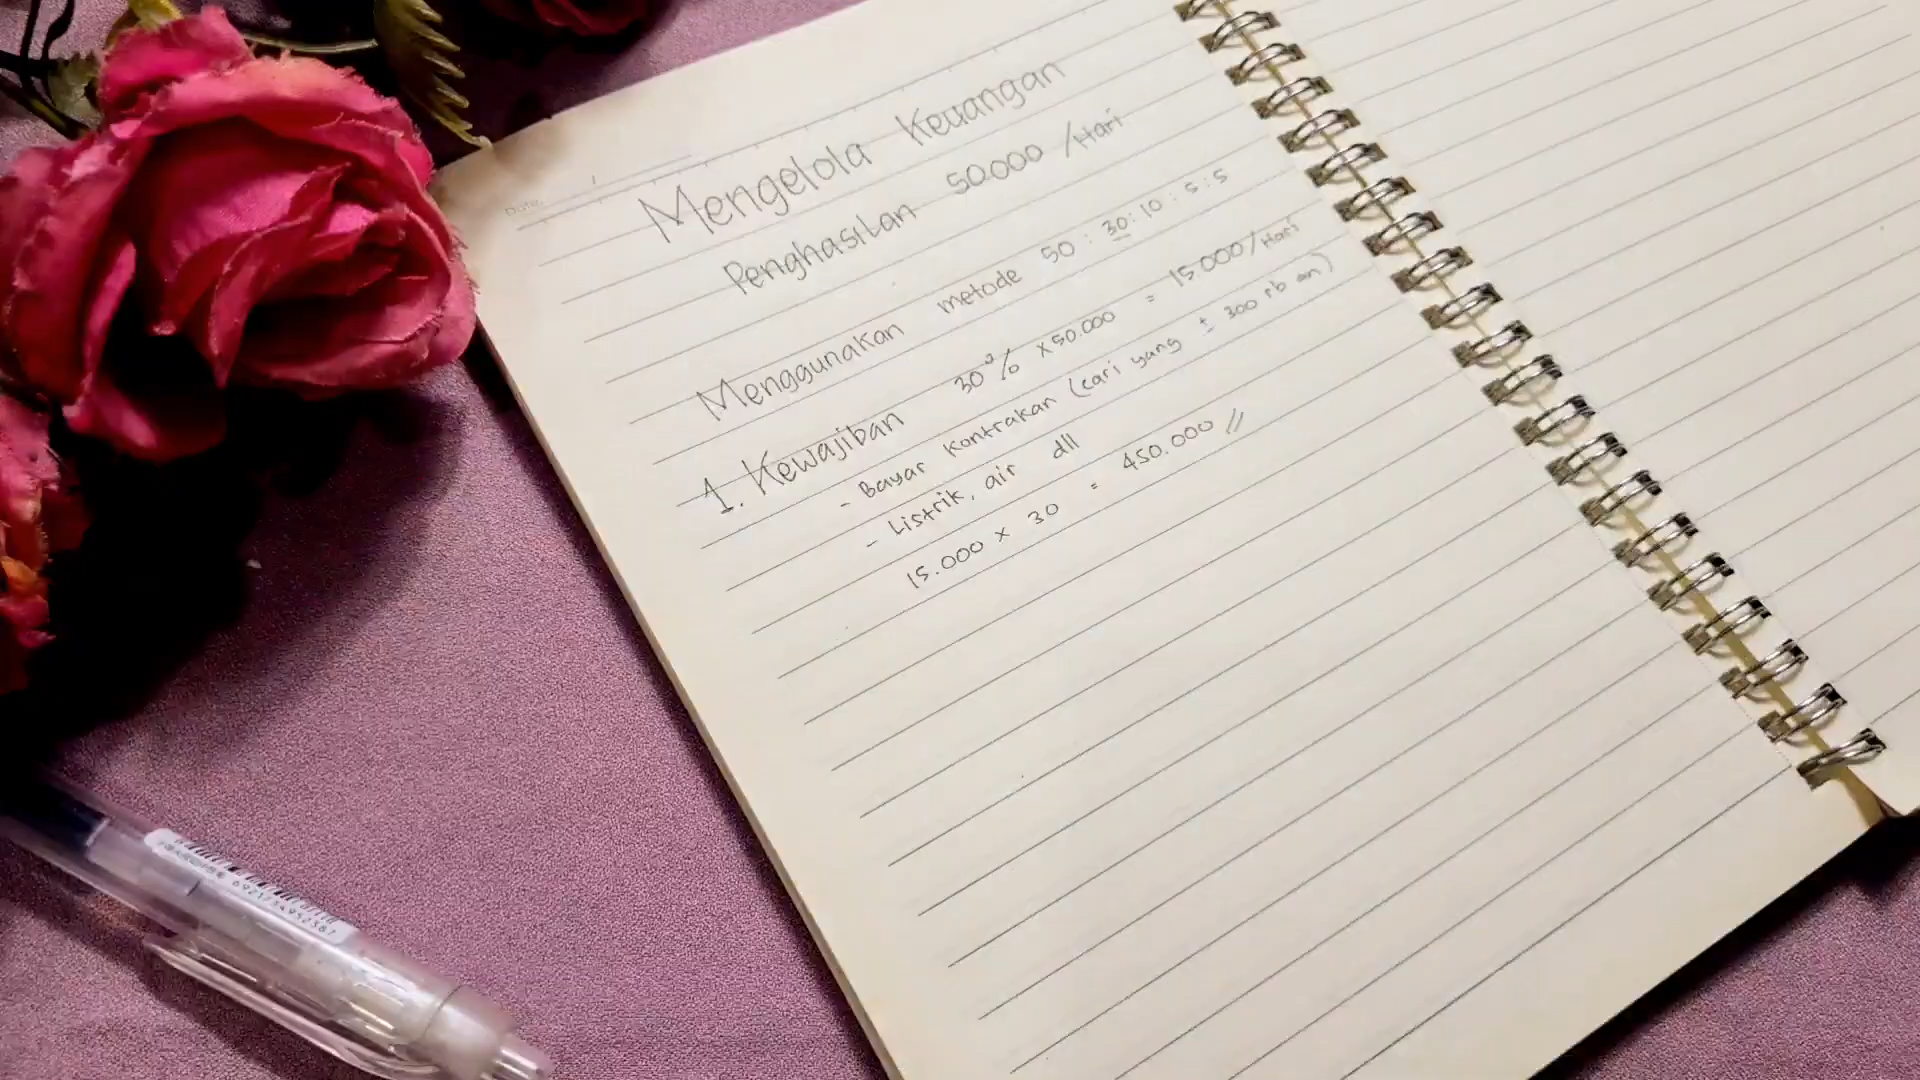 Date:
Mengelola Keuangan
Penghasilan 50.000 /Hari
Menggunakan metode 50 : 30 : 10 : 5 : 5
1. Kewajiban 30% x 50.000 = 15.000/Hari
- Bayar Kontrakan (cari yang ± 300 rb an)
- Listrik, air dll
15.000 x 30 = 450.000 //